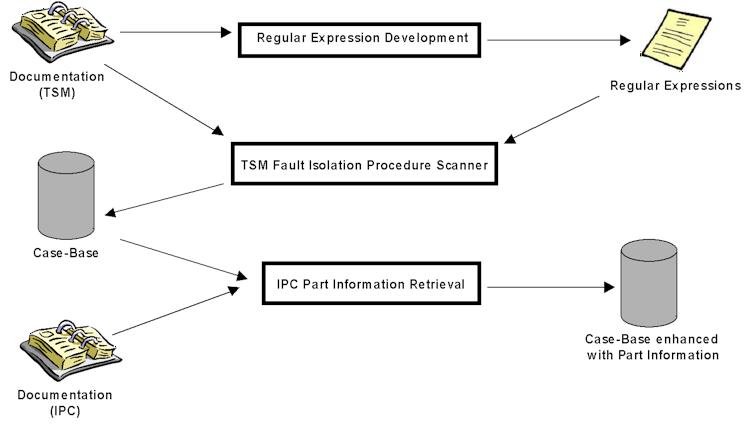 Regular Expression Development
Documentation
(TSM)
Regular Expressions
TSM Fault Isolation Procedure Scanner
Case-Base
IPC Part Information Retrieval
Case-Base enhanced
with Part Information
Documentation
(IPC)